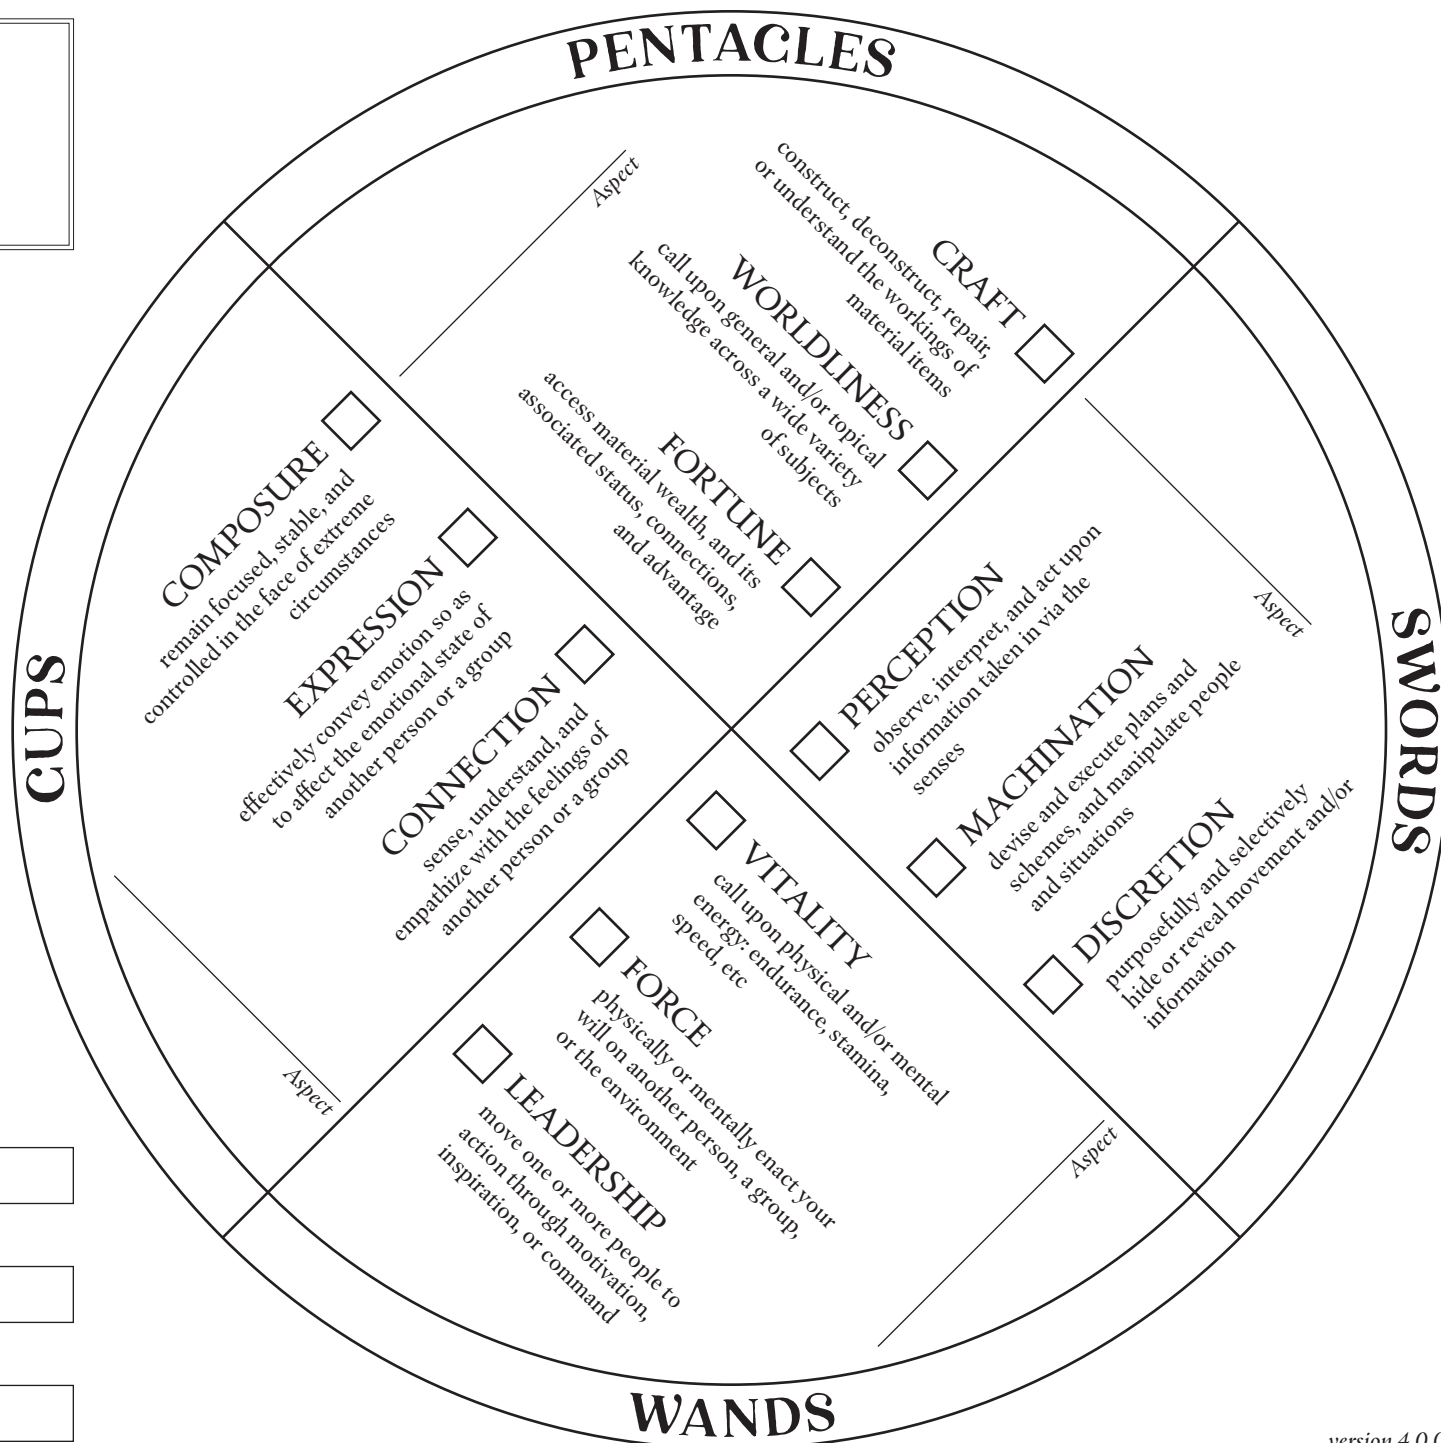 PENTACLES
Aspect
CRAFT
construct, deconstruct, repair,
or understand the workings of
material items
WORLDLINESS
call upon general and/or topical
knowledge across a wide variety
of subjects
FORTUNE
access material wealth, and its
associated status, connections,
and advantage
SWORDS
Aspect
PERCEPTION
observe, interpret, and act upon
information taken in via the
senses
MACHINATION
devise and execute plans and
schemes, and manipulate people
and situations
DISCRETION
purposefully and selectively
hide or reveal movement and/or
information
CUPS
COMPOSURE
remain focused, stable, and
controlled in the face of extreme
circumstances
EXPRESSION
effectively convey emotion so as
to affect the emotional state of
another person or a group
CONNECTION
sense, understand, and
empathize with the feelings of
another person or a group
Aspect
VITALITY
call upon physical and/or mental
energy: endurance, stamina,
speed, etc
FORCE
physically or mentally enact your
will on another person, a group,
or the environment
LEADERSHIP
move one or more people to
action through motivation,
inspiration, or command
Aspect
WANDS
version 4.0.0